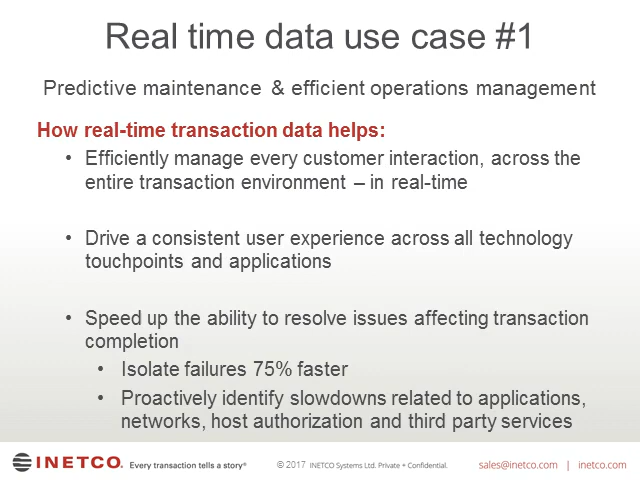 Real time data use case #1
Predictive maintenance & efficient operations management
How real-time transaction data helps:
• Efficiently manage every customer interaction, across the
entire transaction environment – in real-time
• Drive a consistent user experience across all technology
touchpoints and applications
• Speed up the ability to resolve issues affecting transaction
completion
• Isolate failures 75% faster
• Proactively identify slowdowns related to applications,
networks, host authorization and third party services
INETCO. Every transaction tells a story® © 2017 INETCO Systems Ltd. Private + Confidential. sales@inetco.com | inetco.com